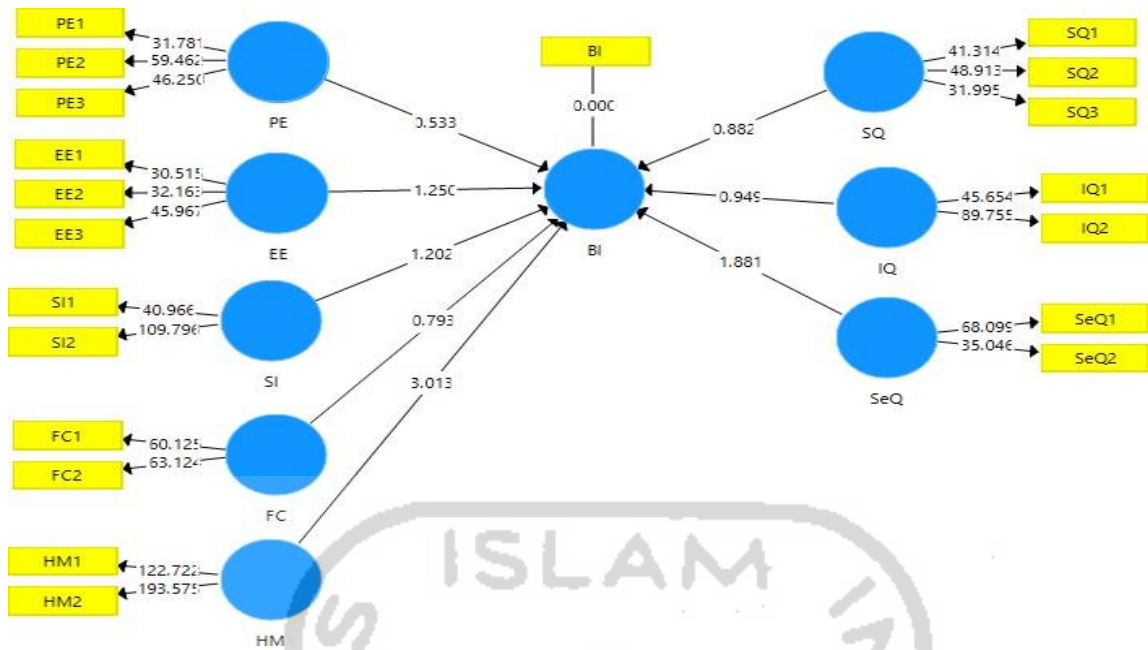 PE1
PE2
PE3
31.781
59.462
46.250
PE
EE1
EE2
EE3
30.515
32.163
45.967
EE
SI1
SI2
40.966
109.796
SI
FC1
FC2
60.125
63.124
FC
HM1
HM2
122.722
193.575
HM
0.533
1.250
1.202
0.793
3.013
BI
0.000
BI
0.882
0.949
1.881
SQ
41.314
48.913
31.995
SQ1
SQ2
SQ3
IQ
45.654
89.755
IQ1
IQ2
SeQ
68.099
35.046
SeQ1
SeQ2
ISLAM